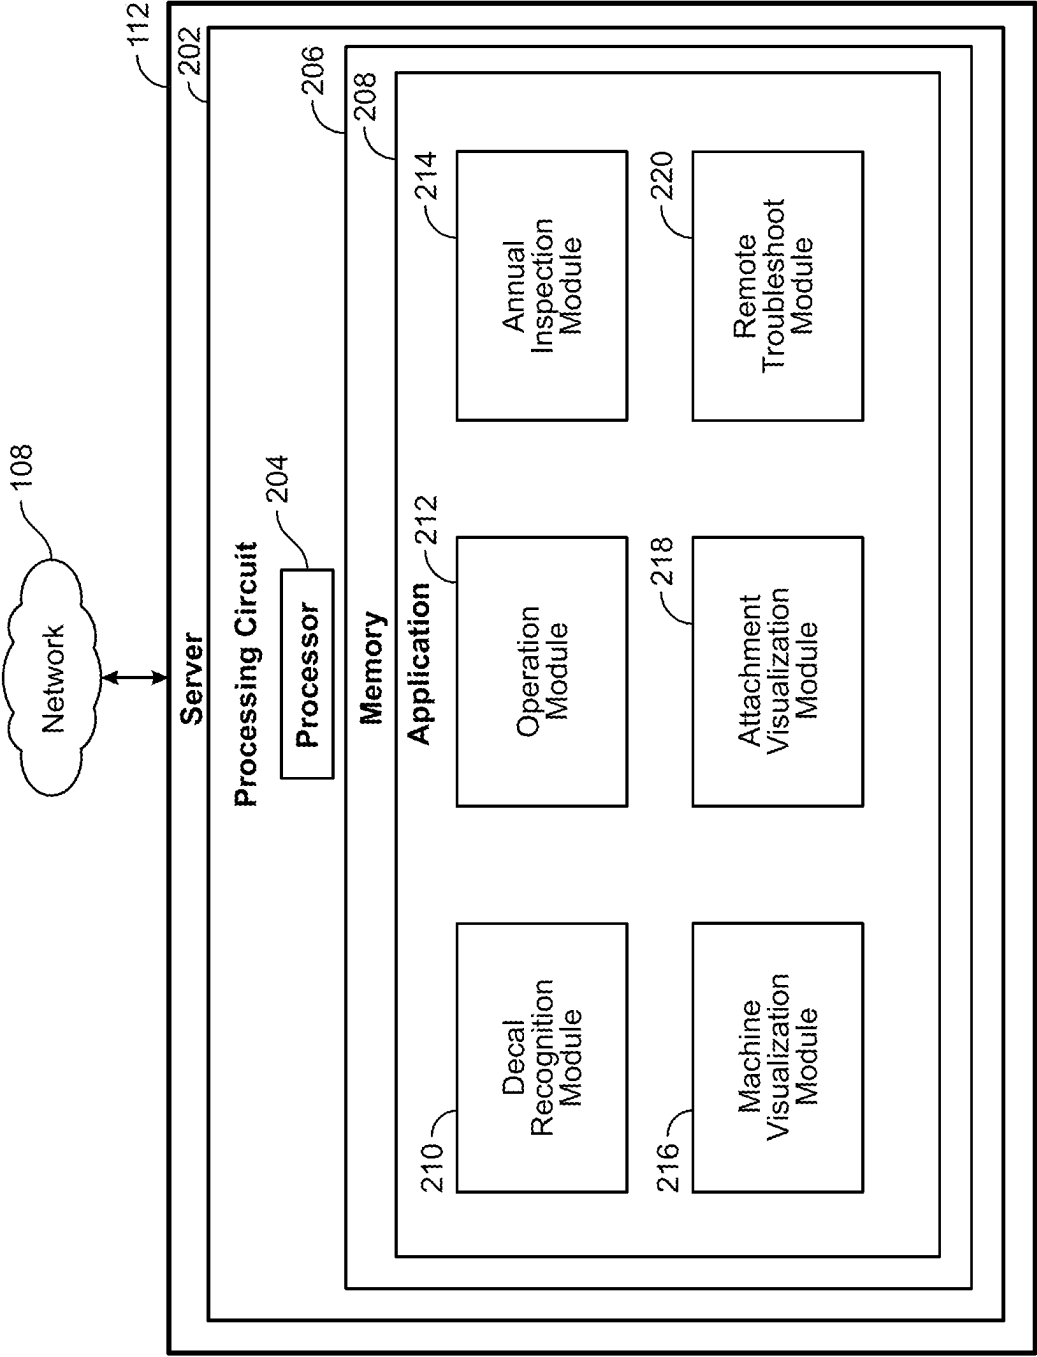 Network
108
112
Server
202
Processing Circuit
204
Processor
206
Memory
208
Application
210
Decal
Recognition
Module
212
Operation
Module
214
Annual
Inspection
Module
216
Machine
Visualization
Module
218
Attachment
Visualization
Module
220
Remote
Troubleshoot
Module